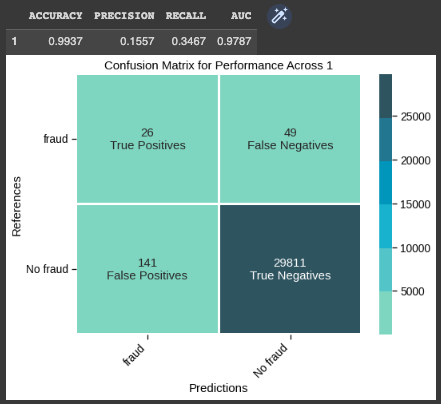 ACCURACY PRECISION RECALL AUC
1 0.9937 0.1557 0.3467 0.9787
Confusion Matrix for Performance Across 1
References
fraud
26
True Positives
49
False Negatives
No fraud
141
False Positives
29811
True Negatives
25000
20000
15000
10000
5000
fraud
No fraud
Predictions